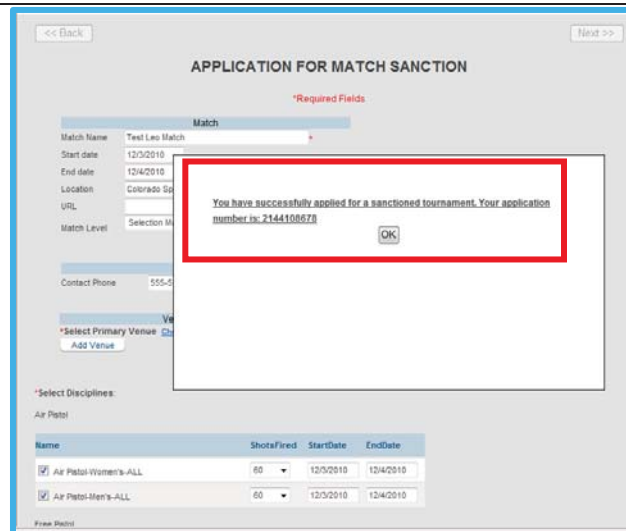 << Back
Next >>
APPLICATION FOR MATCH SANCTION
*Required Fields
Match
Match Name Test Leo Match *
Start date 12/3/2010
End date 12/4/2010
Location Colorado Sp
URL
Match Level Selection
You have successfully applied for a sanctioned tournament. Your application
number is: 2144108678
OK
Contact Phone 555-5
Ve
*Select Primary Venue
Add Venue
*Select Disciplines:
Air Pistol
Name ShotsFired StartDate EndDate
Air Pistol-Women's-ALL 60 12/3/2010 12/4/2010
Air Pistol-Men's-ALL 60 12/3/2010 12/4/2010
Free Pistol